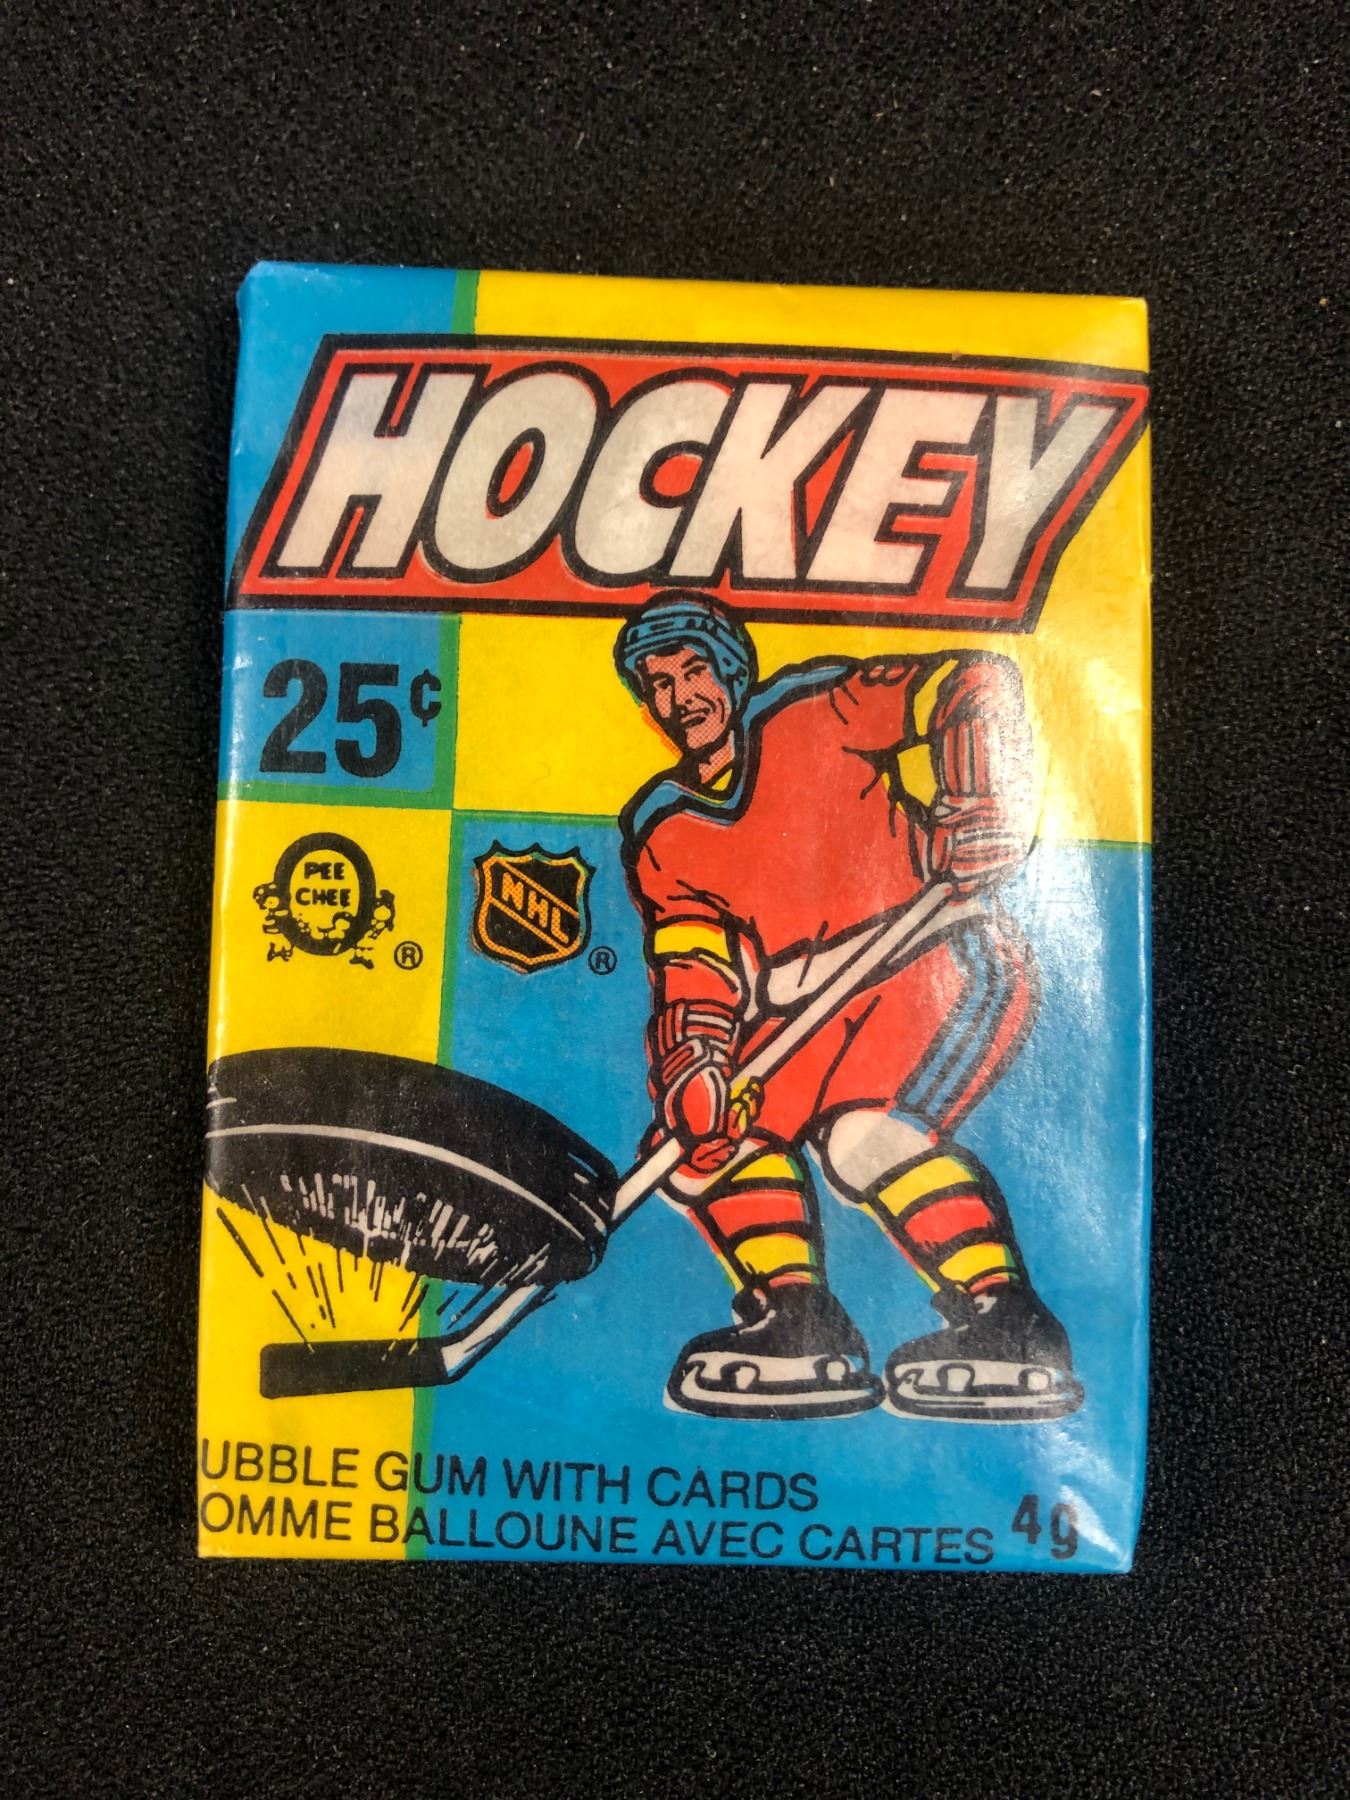 HOCKEY
25¢
PEE
CHEE
®
NHL
®
UBBLE GUM WITH CARDS
OMME BALLOUNE AVEC CARTES 4g